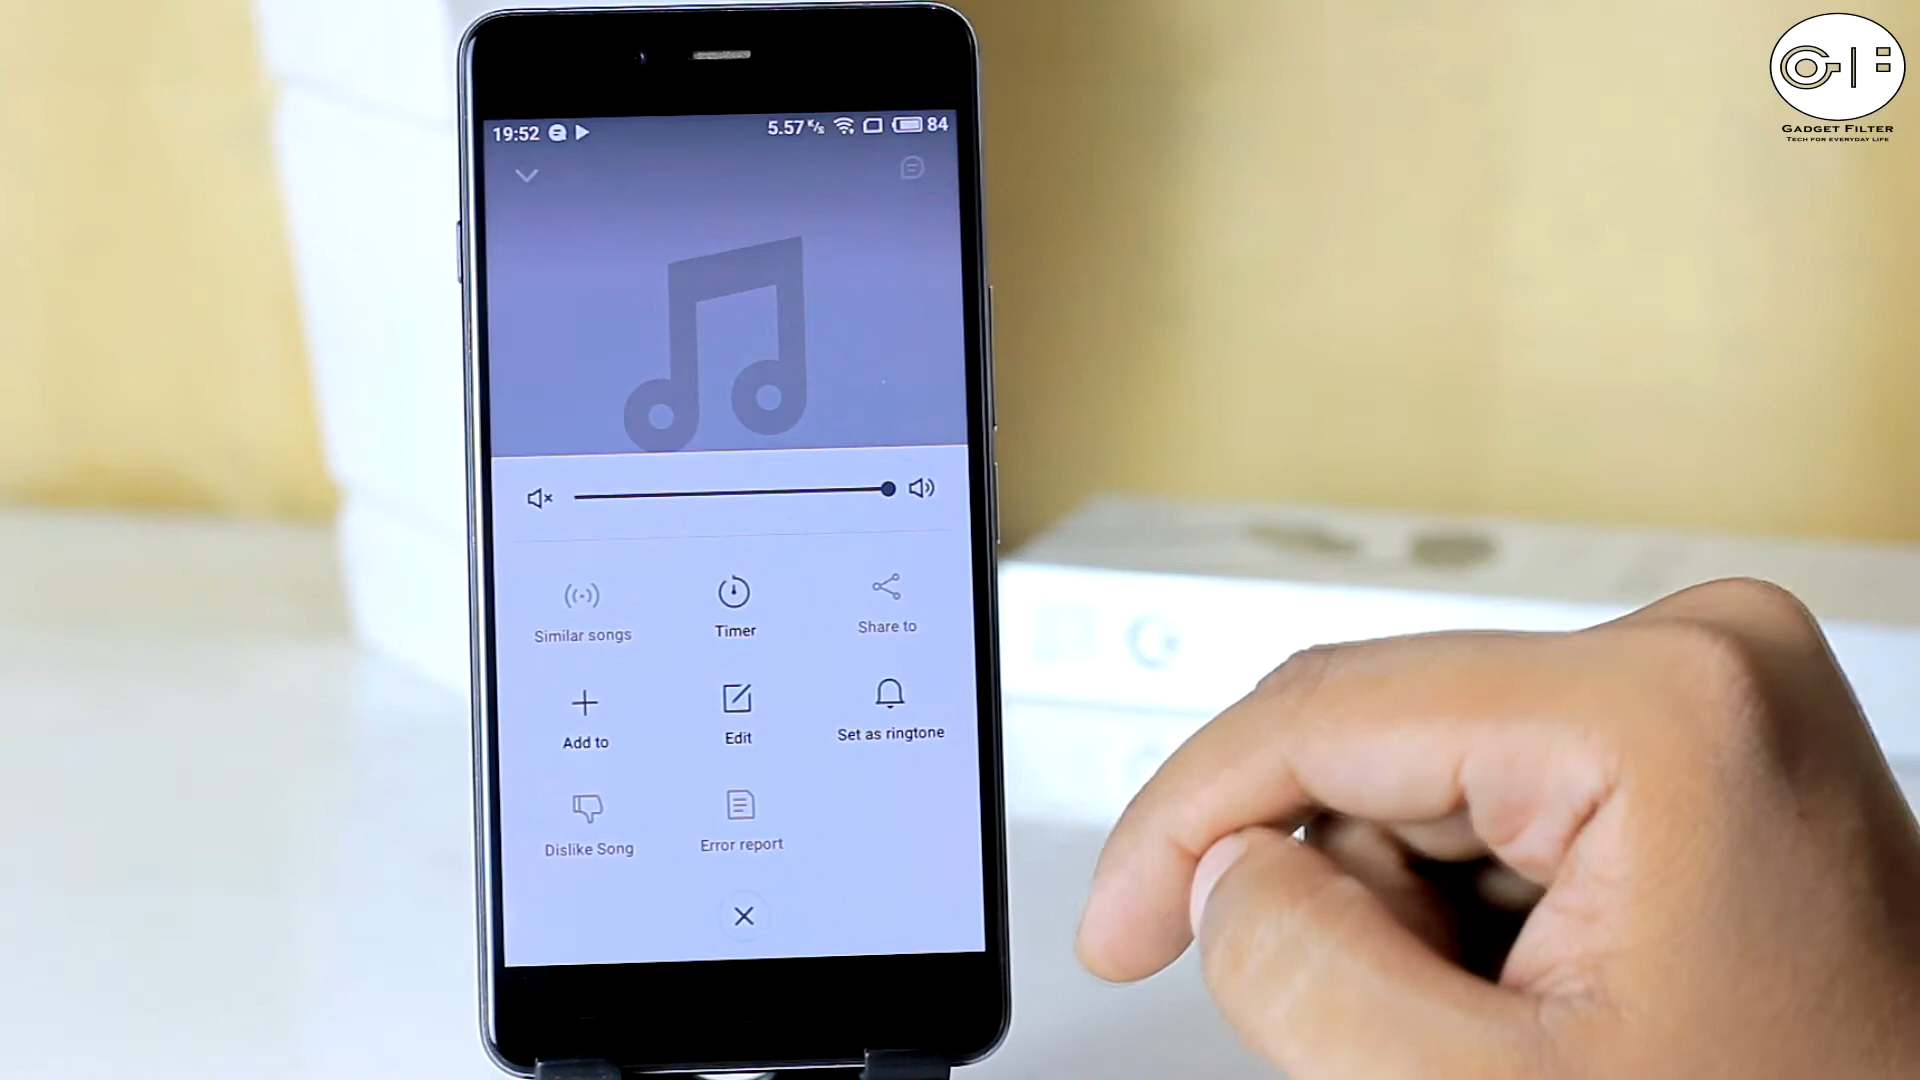 GADGET FILTER
TECH FOR EVERYDAY LIFE
19:52 5.57 K/s 84
Similar songs Timer Share to
Add to Edit Set as ringtone
Dislike Song Error report